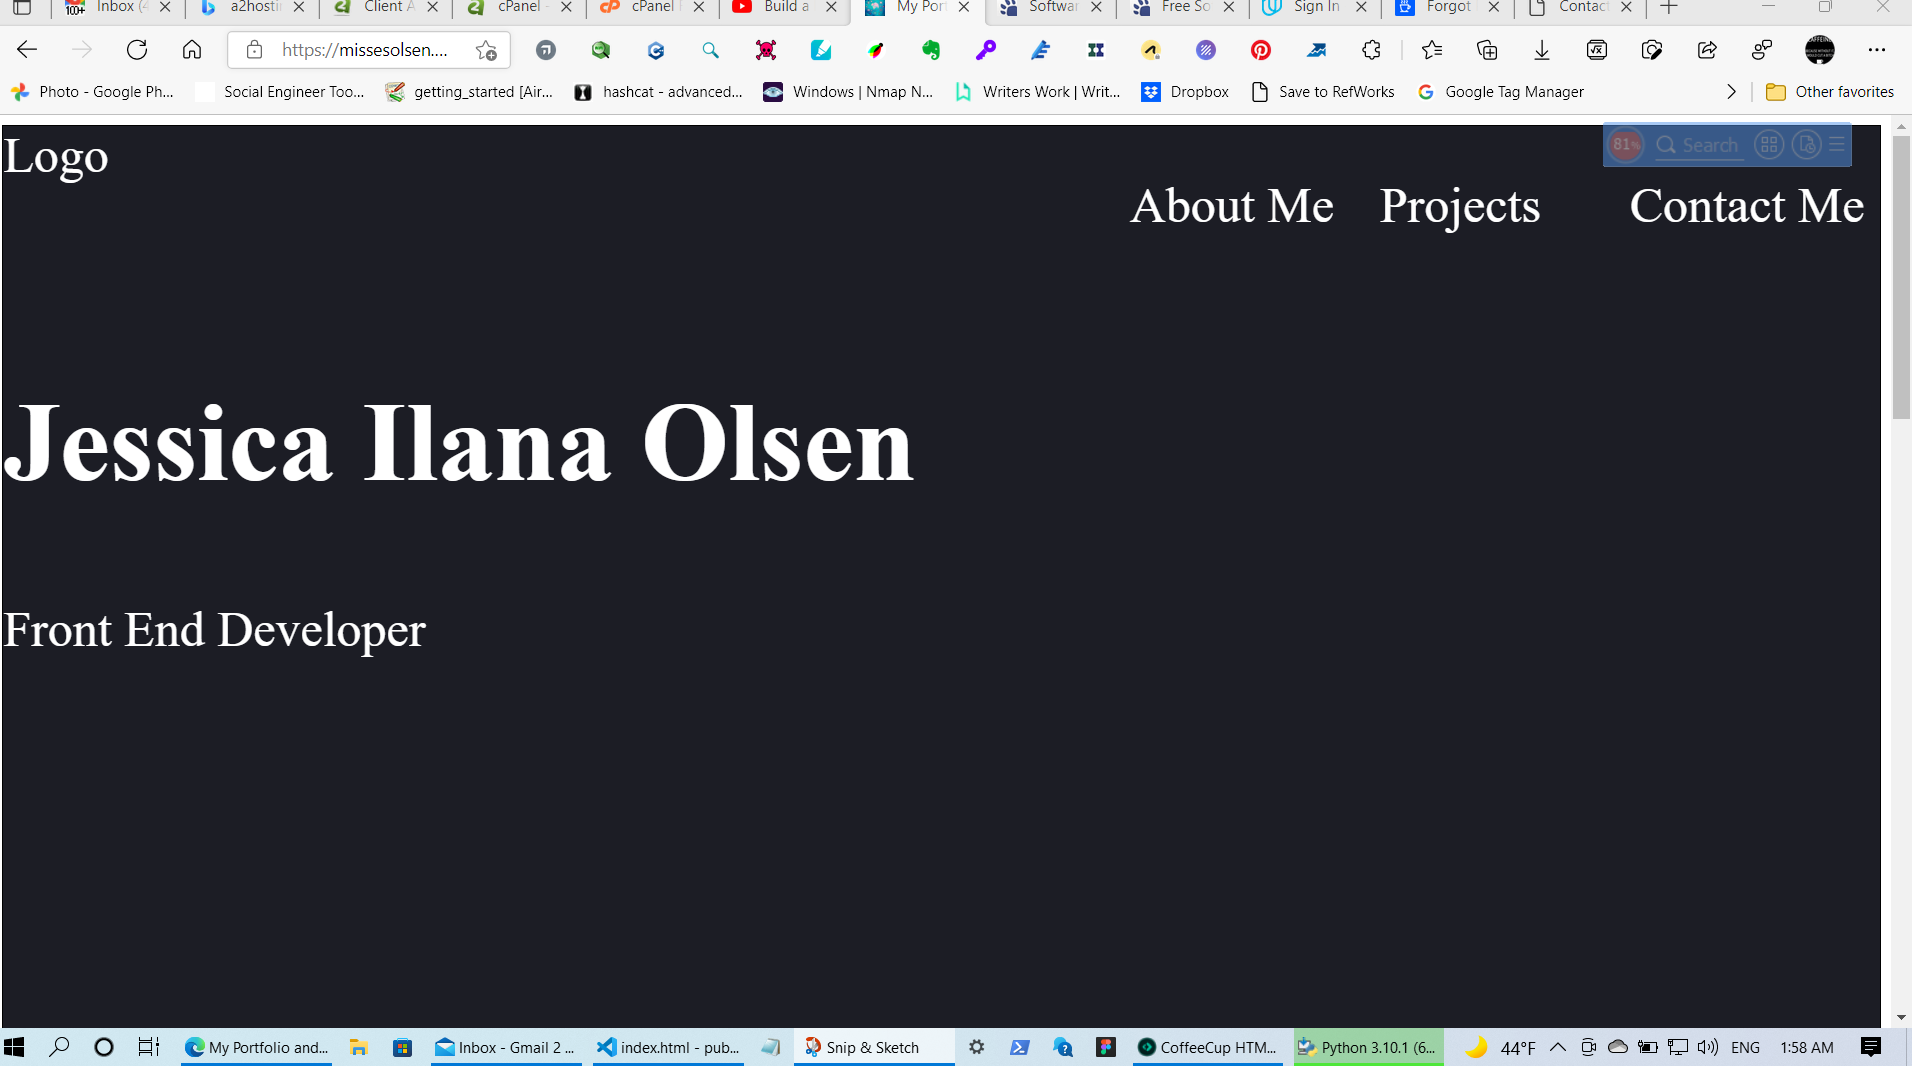 Inbox (4 a2hosti Client A cPanel - cPanel F Build a My Port Softwar Free So Sign In Forgot Contac
https://missesolsen....
Photo - Google Ph... Social Engineer Too... getting_started [Air... hashcat - advanced... Windows | Nmap N... Writers Work | Writ... Dropbox Save to RefWorks Google Tag Manager Other favorites
Logo
81% Search
About Me Projects Contact Me
Jessica Ilana Olsen
Front End Developer
My Portfolio and... Inbox - Gmail 2 ... index.html - pub... Snip & Sketch CoffeeCup HTM... Python 3.10.1 (6... 44°F ENG 1:58 AM